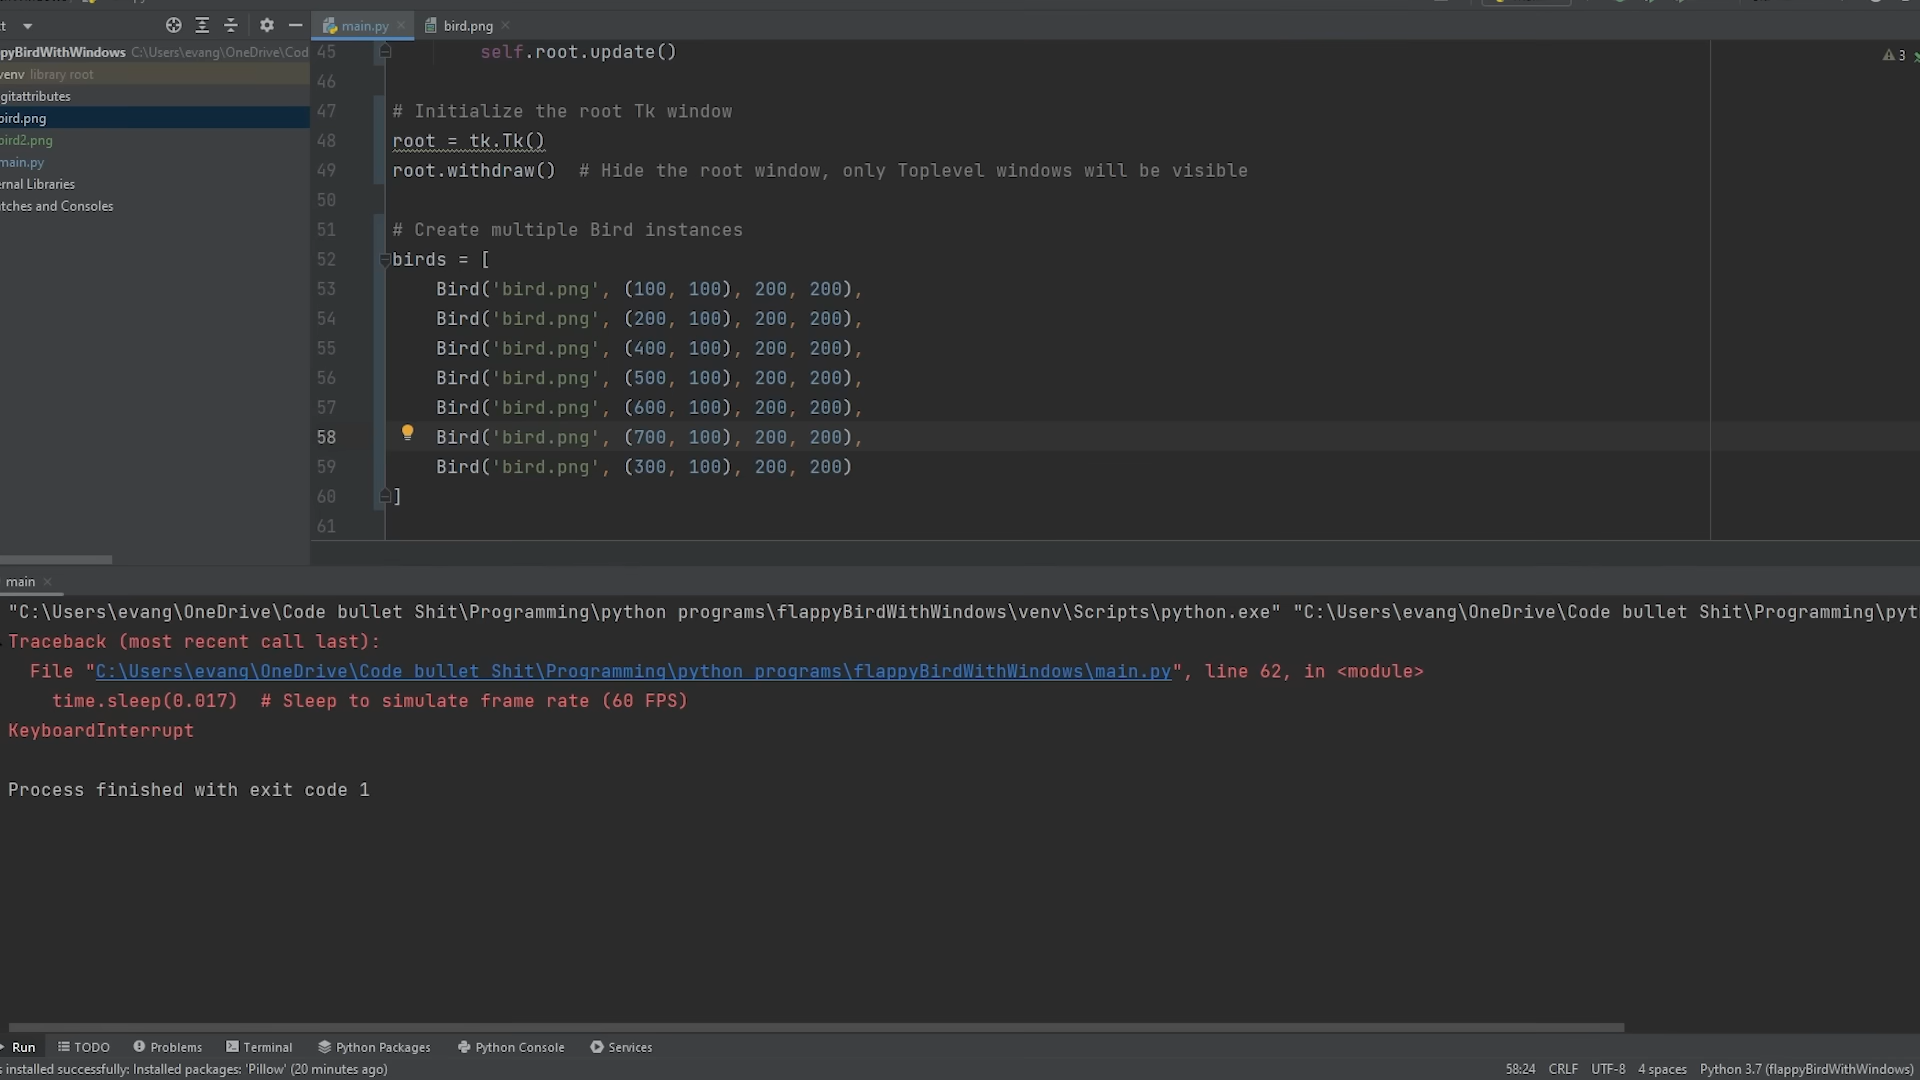 main.py
bird.png
pyBirdWithWindows C:\Users\evang\OneDrive\Cod
venv library root
gitattributes
bird.png
bird2.png
main.py
ernal Libraries
atches and Consoles
3
45 self.root.update()
46
47 # Initialize the root Tk window
48 root = tk.Tk()
49 root.withdraw()  # Hide the root window, only Toplevel windows will be visible
50
51 # Create multiple Bird instances
52 birds = [
53 Bird('bird.png', (100, 100), 200, 200),
54 Bird('bird.png', (200, 100), 200, 200),
55 Bird('bird.png', (400, 100), 200, 200),
56 Bird('bird.png', (500, 100), 200, 200),
57 Bird('bird.png', (600, 100), 200, 200),
58 Bird('bird.png', (700, 100), 200, 200),
59 Bird('bird.png', (300, 100), 200, 200)
60 ]
61
main
"C:\Users\evang\OneDrive\Code bullet Shit\Programming\python programs\flappyBirdWithWindows\venv\Scripts\python.exe" "C:\Users\evang\OneDrive\Code bullet Shit\Programming\pyt
Traceback (most recent call last):
File "C:\Users\evang\OneDrive\Code bullet Shit\Programming\python programs\flappyBirdWithWindows\main.py", line 62, in <module>
time.sleep(0.017)  # Sleep to simulate frame rate (60 FPS)
KeyboardInterrupt
Process finished with exit code 1
Run TODO Problems Terminal Python Packages Python Console Services
s installed successfully: Installed packages: 'Pillow' (20 minutes ago) 58:24 CRLF UTF-8 4 spaces Python 3.7 (flappyBirdWithWindows)